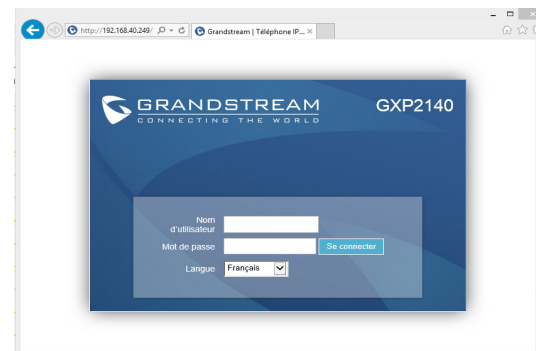 http://192.168.40.249/
Grandstream | Téléphone IP...
GRANDSTREAM
CONNECTING THE WORLD
GXP2140
Nom
d'utilisateur
Mot de passe
Se connecter
Langue
Français